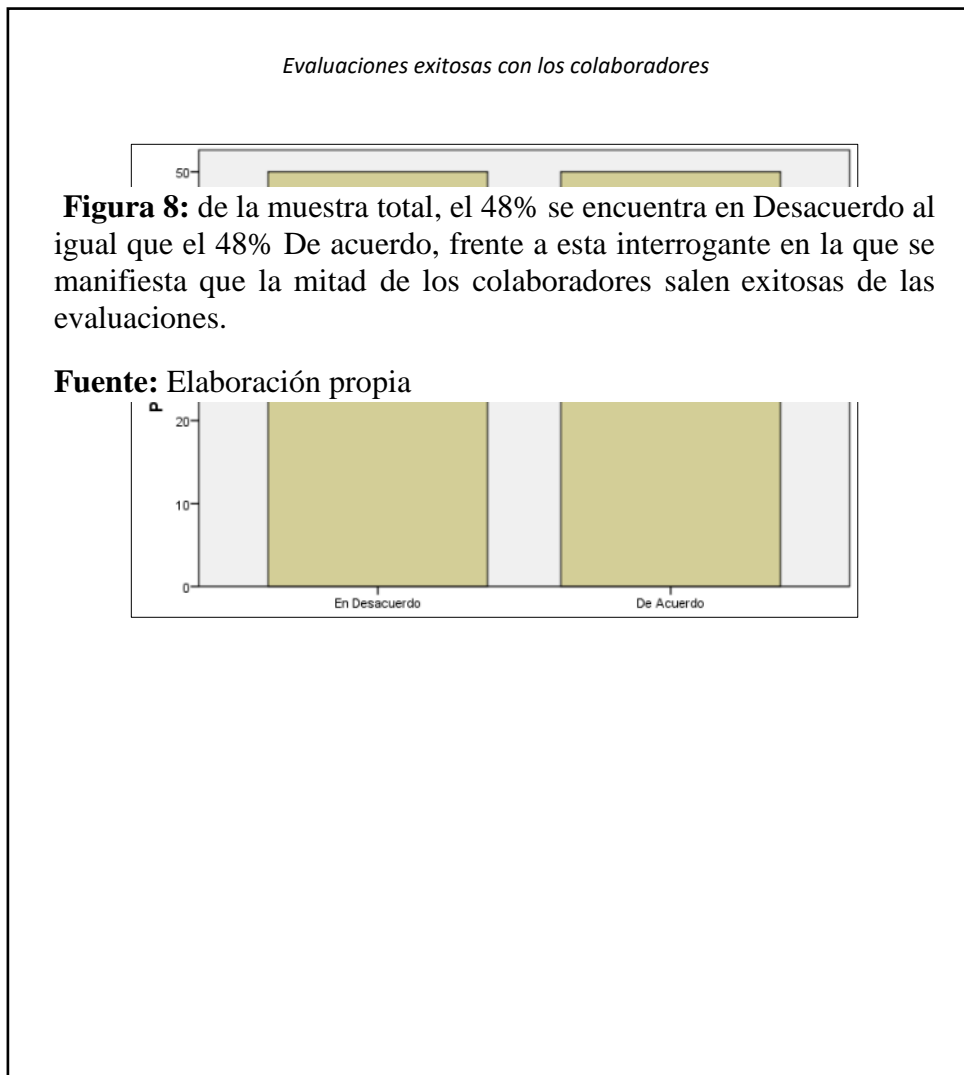 Evaluaciones exitosas con los colaboradores
50
Figura 8: de la muestra total, el 48% se encuentra en Desacuerdo al
igual que el 48% De acuerdo, frente a esta interrogante en la que se
manifiesta que la mitad de los colaboradores salen exitosas de las
evaluaciones.
Fuente: Elaboración propia
20
10
0
En Desacuerdo
De Acuerdo